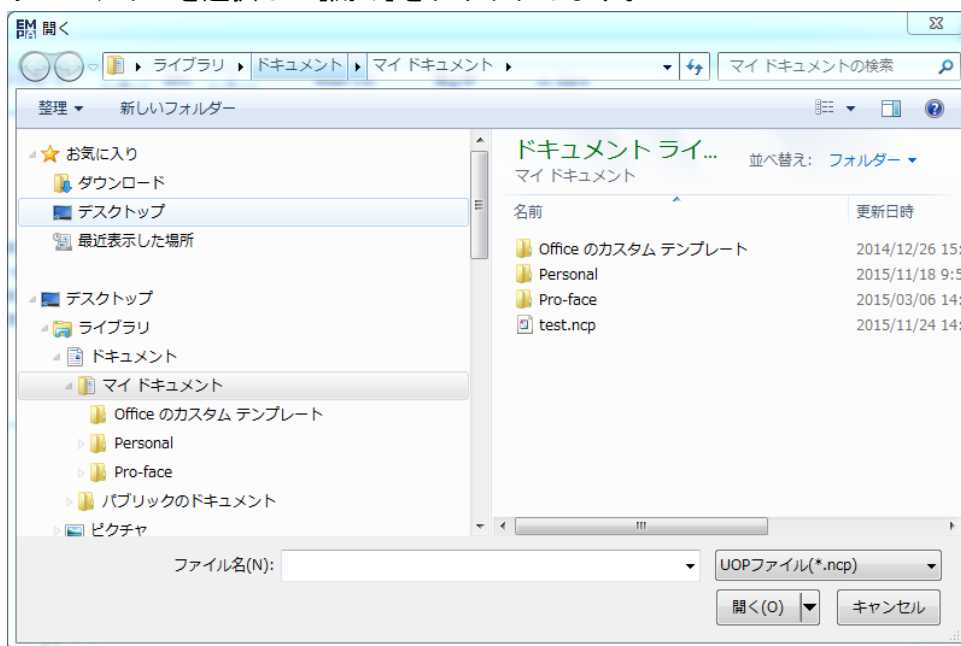 開く
ライブラリ ▸ ドキュメント ▸ マイ ドキュメント ▸
マイ ドキュメントの検索
整理 ▼ 新しいフォルダー
お気に入り
ダウンロード
デスクトップ
最近表示した場所
デスクトップ
ライブラリ
ドキュメント
マイ ドキュメント
Office のカスタム テンプレート
Personal
Pro-face
パブリックのドキュメント
ピクチャ
ドキュメント ライ...
マイ ドキュメント
並べ替え: フォルダー ▼
名前 更新日時
Office のカスタム テンプレート 2014/12/26 15:
Personal 2015/11/18 9:5
Pro-face 2015/03/06 14:
test.ncp 2015/11/24 14:
ファイル名(N):
UOPファイル(*.ncp)
開く(O) キャンセル